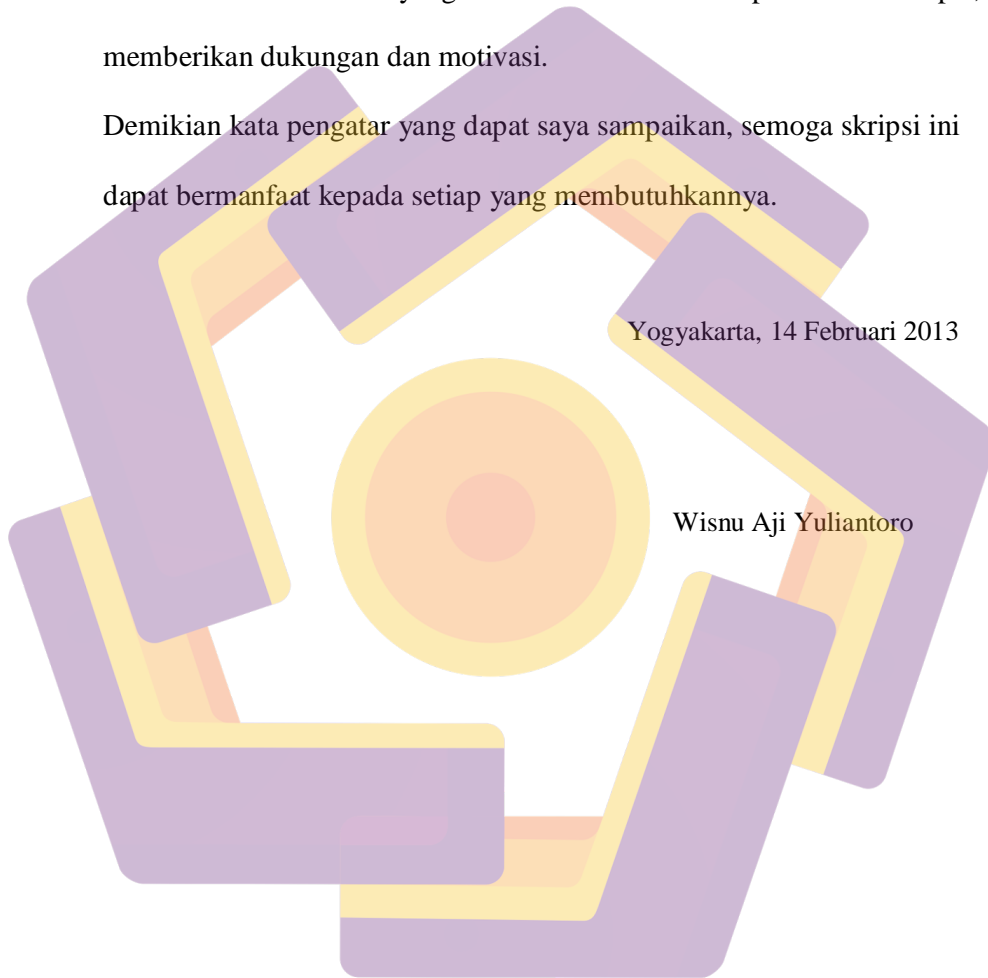 yang
memberikan dukungan dan motivasi.
Demikian kata pengatar yang dapat saya sampaikan, semoga skripsi ini
dapat bermanfaat kepada setiap yang membutuhkannya.
Yogyakarta, 14 Februari 2013
Wisnu Aji Yuliantoro